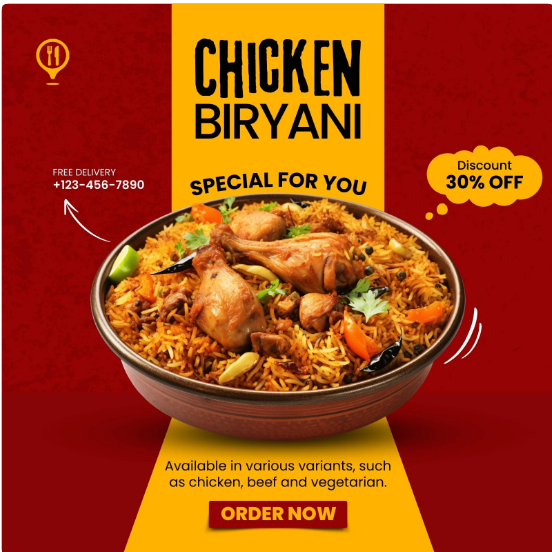 CHICKEN
BIRYANI
SPECIAL FOR YOU
FREE DELIVERY
+123-456-7890
Discount
30% OFF
Available in various variants, such
as chicken, beef and vegetarian.
ORDER NOW